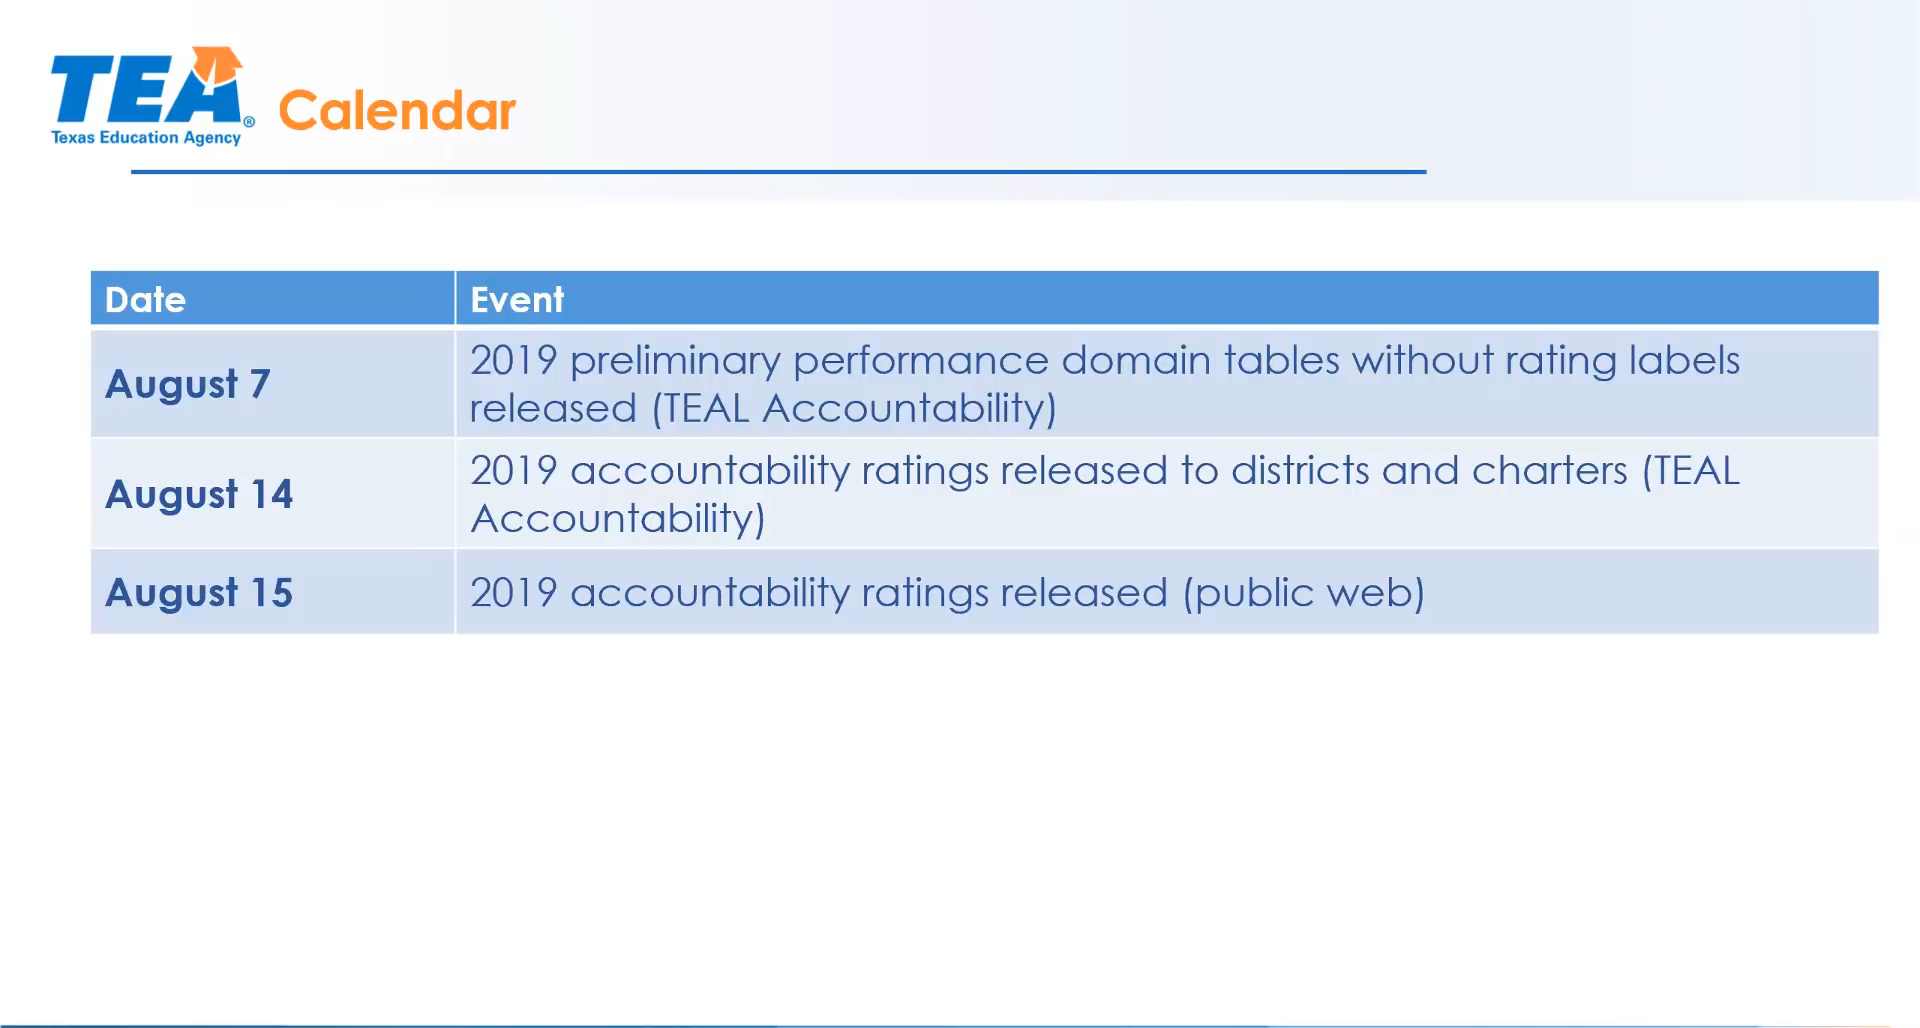 TEA®
Texas Education Agency
Calendar
Date
Event
August 7
2019 preliminary performance domain tables without rating labels
released (TEAL Accountability)
August 14
2019 accountability ratings released to districts and charters (TEAL
Accountability)
August 15
2019 accountability ratings released (public web)